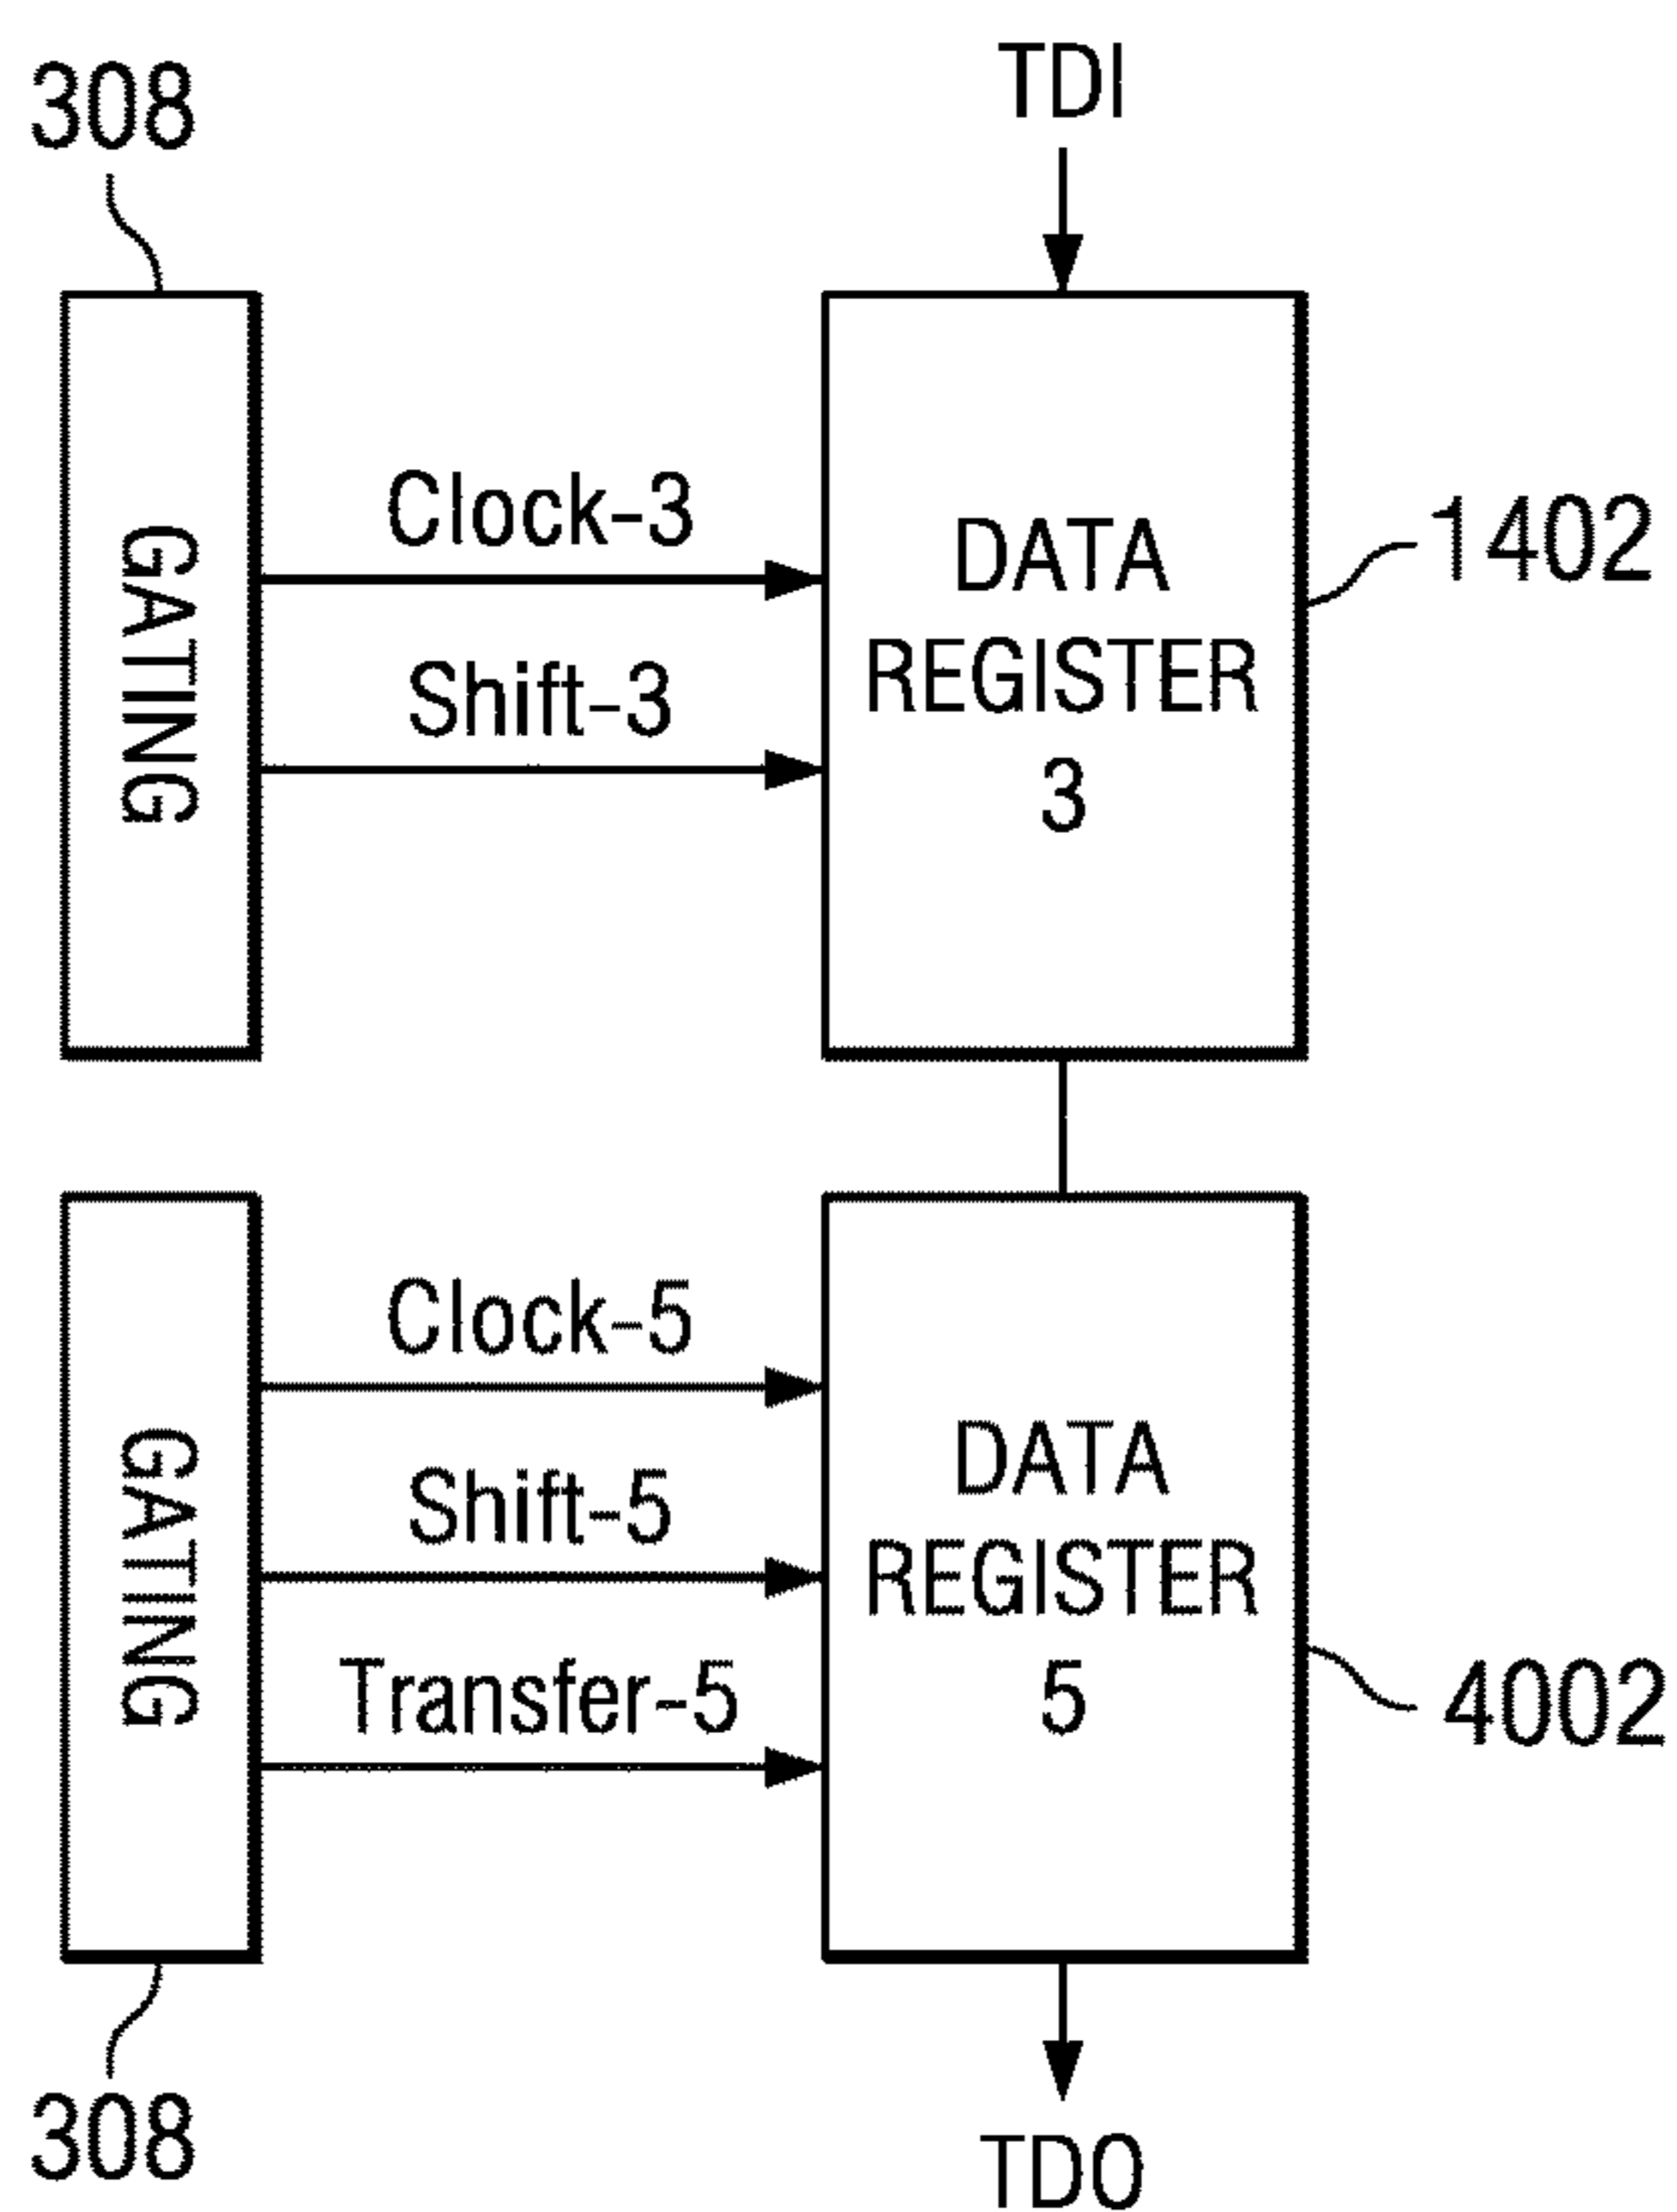 308
TDI
GATING
Clock-3
Shift-3
DATA
REGISTER
3
1402
GATING
Clock-5
Shift-5
Transfer-5
DATA
REGISTER
5
4002
308
TDO